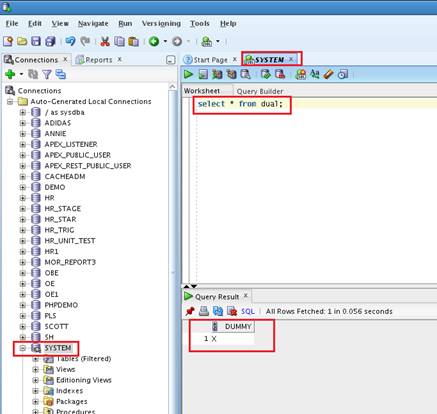 File Edit View Navigate Run Versioning Tools Help
Connections Reports
Start Page SYSTEM
Connections
Auto-Generated Local Connections
/ as sysdba
ADIDAS
ANNIE
APEX_LISTENER
APEX_PUBLIC_USER
APEX_REST_PUBLIC_USER
CACHEADM
DEMO
HR
HR_STAGE
HR_STAR
HR_TRIG
HR_UNIT_TEST
HR1
MOR_REPORT3
OBE
OE
OE1
PHPDEMO
PLS
SCOTT
SH
SYSTEM
Tables (Filtered)
Views
Editioning Views
Indexes
Packages
Procedures
Worksheet Query Builder
select * from dual;
Query Result
SQL | All Rows Fetched: 1 in 0.056 seconds
DUMMY
1 X